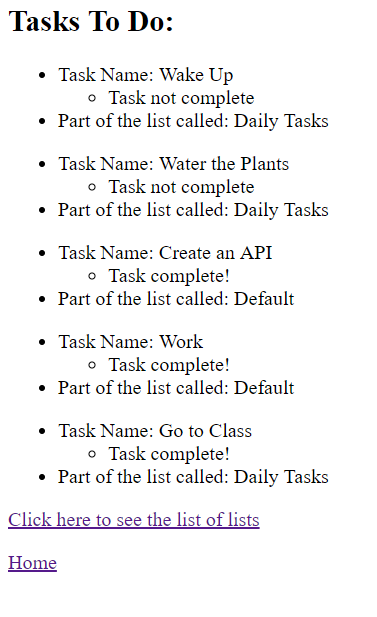 Tasks To Do:
Task Name: Wake Up
Task not complete
Part of the list called: Daily Tasks
Task Name: Water the Plants
Task not complete
Part of the list called: Daily Tasks
Task Name: Create an API
Task complete!
Part of the list called: Default
Task Name: Work
Task complete!
Part of the list called: Default
Task Name: Go to Class
Task complete!
Part of the list called: Daily Tasks
Click here to see the list of lists
Home